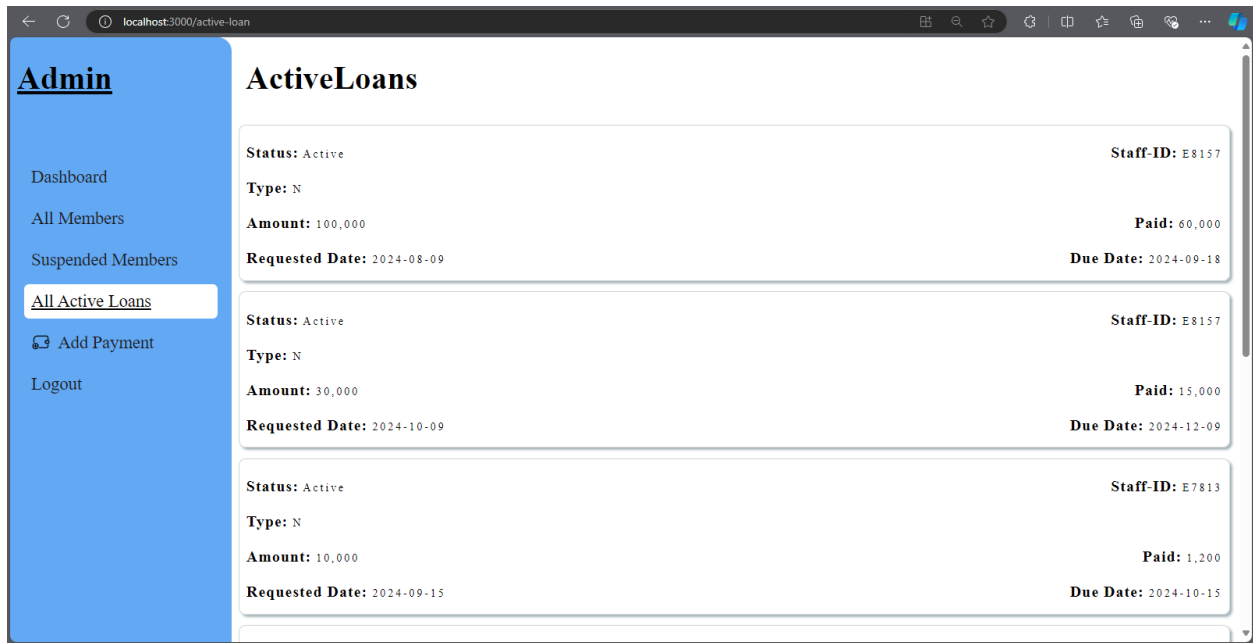 localhost:3000/active-loan
Admin
Dashboard
All Members
Suspended Members
All Active Loans
Add Payment
Logout
ActiveLoans
Status: Active Staff-ID: E8157
Type: N
Amount: 100,000 Paid: 60,000
Requested Date: 2024-08-09 Due Date: 2024-09-18
Status: Active Staff-ID: E8157
Type: N
Amount: 30,000 Paid: 15,000
Requested Date: 2024-10-09 Due Date: 2024-12-09
Status: Active Staff-ID: E7813
Type: N
Amount: 10,000 Paid: 1,200
Requested Date: 2024-09-15 Due Date: 2024-10-15